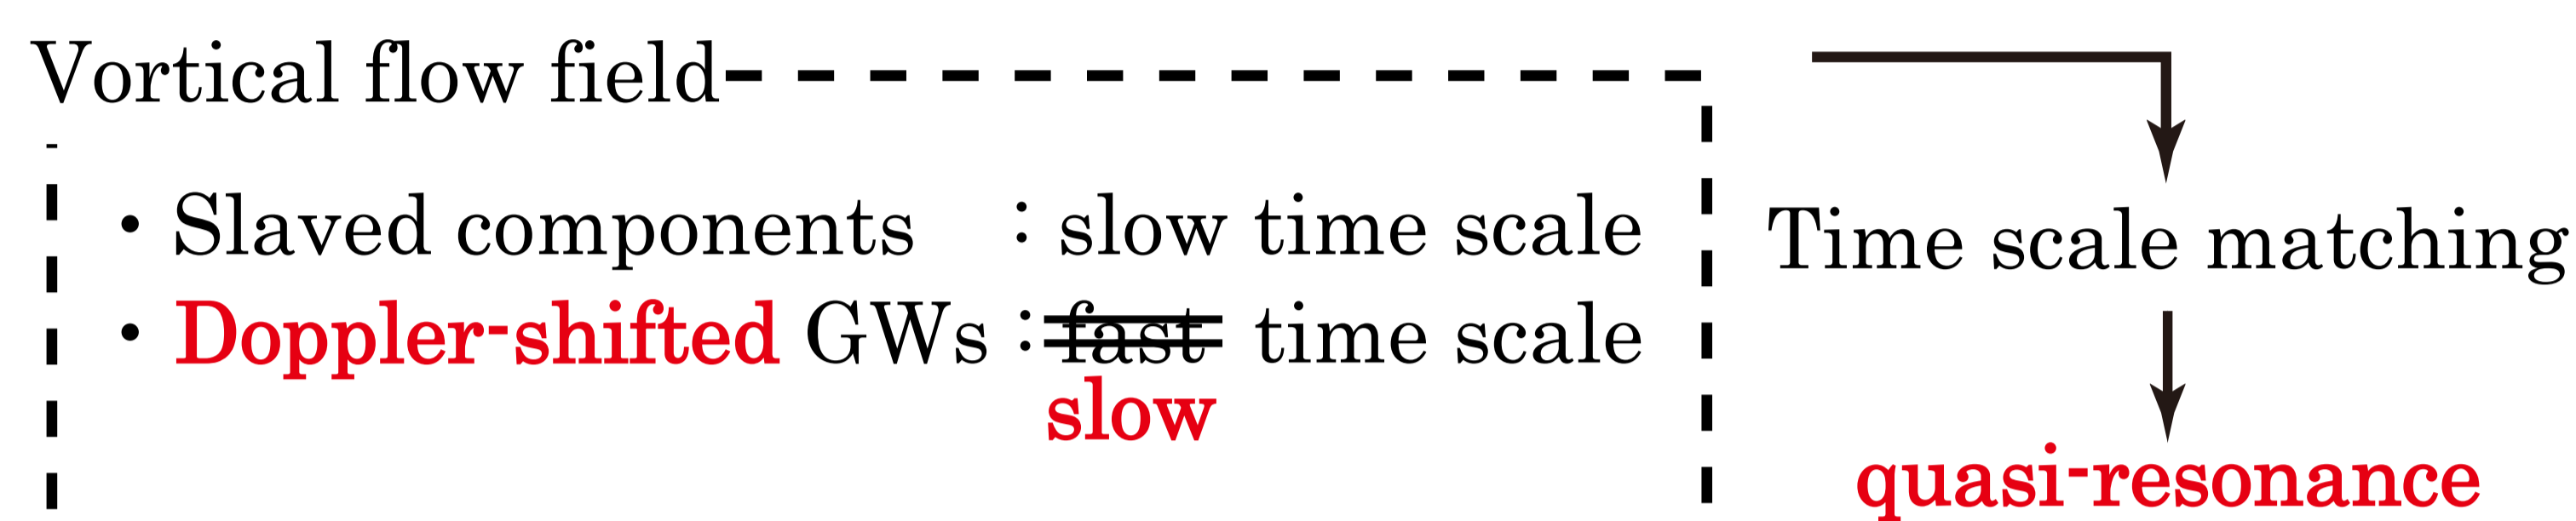 Vortical flow field
・Slaved components : slow time scale
・Doppler-shifted GWs : fast time scale
slow
Time scale matching
quasi-resonance